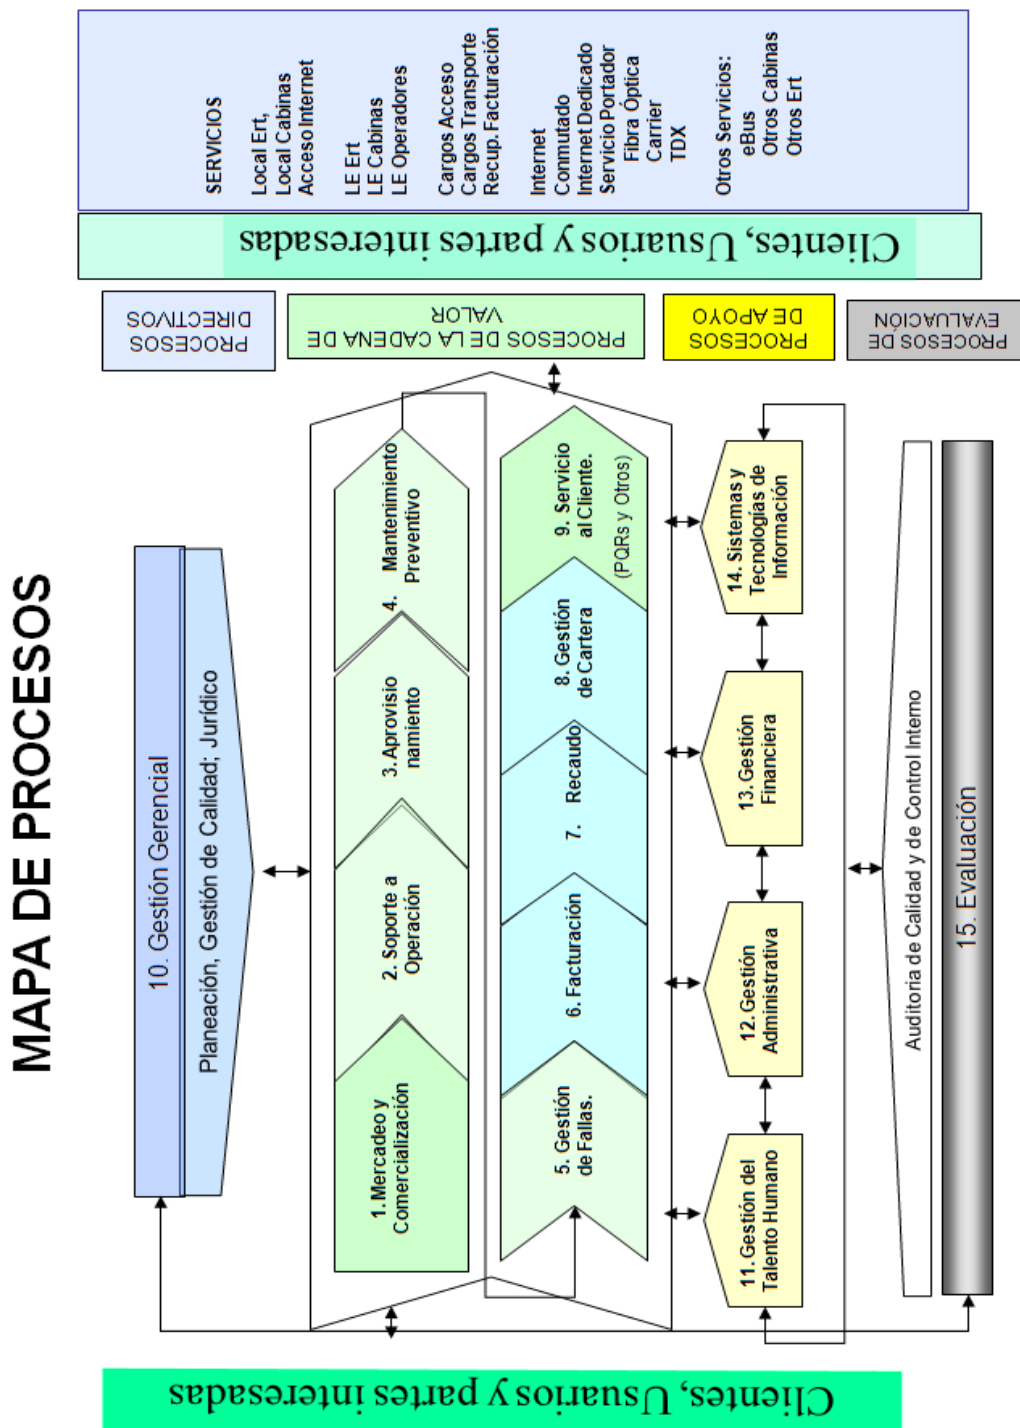 MAPA DE PROCESOS
Clientes, Usuarios y partes interesadas
10. Gestión Gerencial
Planeación, Gestión de Calidad; Jurídico
1. Mercadeo y
Comercialización
2. Soporte a
Operación
3. Aprovisio
namiento
4. Mantenimiento
Preventivo
5. Gestión
de Fallas.
6. Facturación
7. Recaudo
8. Gestión
de Cartera
9. Servicio
al Cliente.
(PQRs y Otros)
11. Gestión del
Talento Humano
12. Gestión
Administrativa
13. Gestión
Financiera
14. Sistemas y
Tecnologías de
Información
Auditoria de Calidad y de Control Interno
15. Evaluación
PROCESOS
DIRECTIVOS
PROCESOS DE LA CADENA DE
VALOR
PROCESOS
DE APOYO
PROCESOS DE
EVALUACIÓN
Clientes, Usuarios y partes interesadas
SERVICIOS
Local Ert,
Local Cabinas
Acceso Internet
LE Ert
LE Cabinas
LE Operadores
Cargos Acceso
Cargos Transporte
Recup. Facturación
Internet
Conmutado
Internet Dedicado
Servicio Portador
Fibra Óptica
Carrier
TDX
Otros Servicios:
eBus
Otros Cabinas
Otros Ert